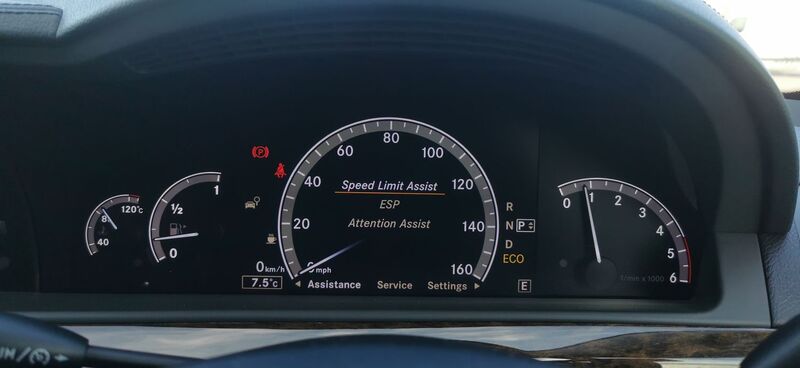 120°C
8
40
1
½
0
P
80
60
100
40
120
20
140
160
Speed Limit Assist
ESP
Attention Assist
0 km/h
mph
7.5°C
Assistance Service Settings
R
N P
D
ECO
E
0 1 2 3 4 5 6
1/min x 1000